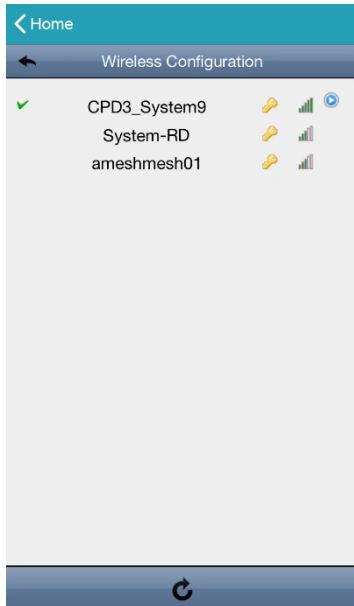 Home
Wireless Configuration
CPD3_System9
System-RD
ameshmesh01